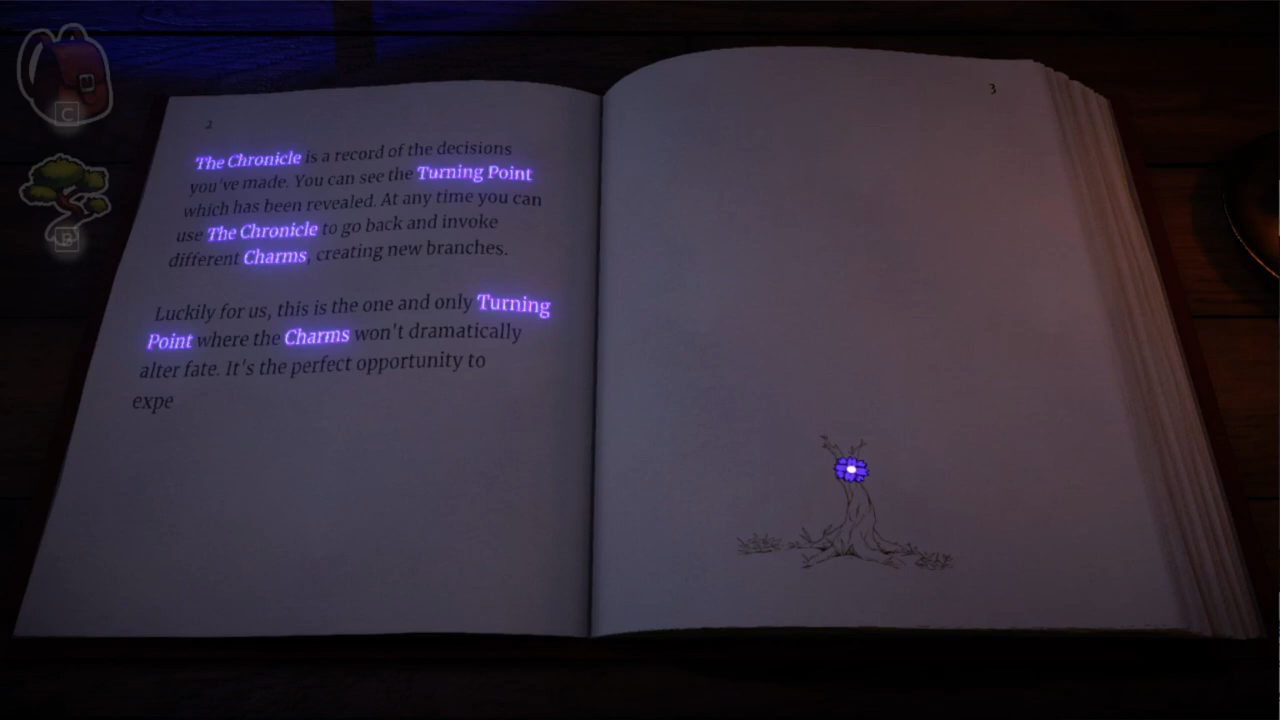 C
B
2
The Chronicle is a record of the decisions
you've made. You can see the Turning Point
which has been revealed. At any time you can
use The Chronicle to go back and invoke
different Charms, creating new branches.
Luckily for us, this is the one and only Turning
Point where the Charms won't dramatically
alter fate. It's the perfect opportunity to
expe
3